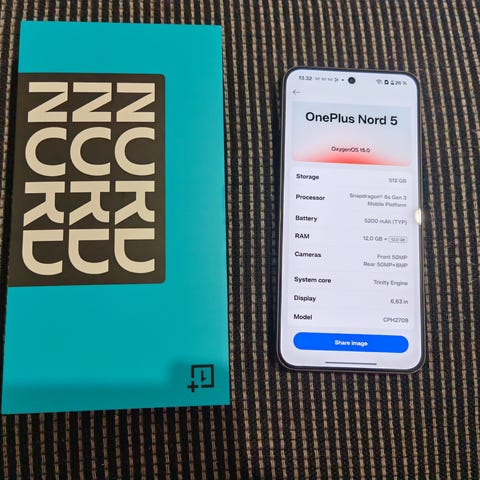 NORD
NORD
NORD
13.32
26 %
OnePlus Nord 5
OxygenOS 15.0
Storage 512 GB
Processor Snapdragon® 8s Gen 3
Mobile Platform
Battery 5200 mAh (TYP)
RAM 12,0 GB + 12,0 GB
Cameras Front 50MP
Rear 50MP+8MP
System core Trinity Engine
Display 6,83 in
Model CPH2709
Share image